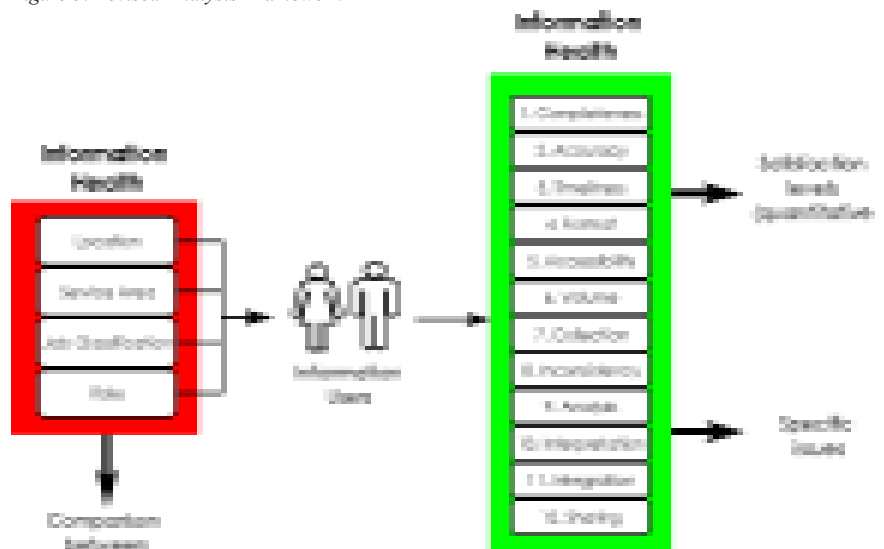 Information
Health
Information
Health
Location
Service Area
Job Classification
Role
Information
Users
1. Completeness
2. Accuracy
3. Timeliness
4. Format
5. Accessibility
6. Volume
7. Collection
8. Inconsistency
9. Analysis
10. Interpretation
11. Integration
12. Sharing
Satisfaction
levels
(quantitative
Specific
Issues
Comparison
between